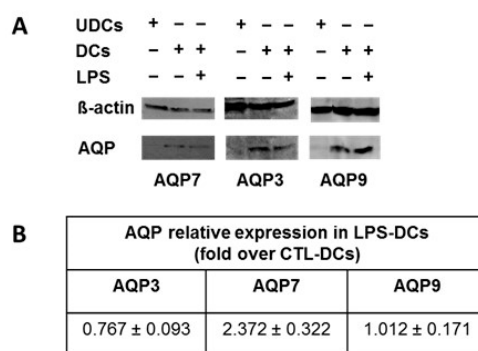 A
UDCs + – – + – – + – –
DCs – + + – + + – + +
LPS – – + – – + – – +
ß-actin
AQP
AQP7 AQP3 AQP9
B
AQP relative expression in LPS-DCs
(fold over CTL-DCs)
AQP3 AQP7 AQP9
0.767 ± 0.093 2.372 ± 0.322 1.012 ± 0.171